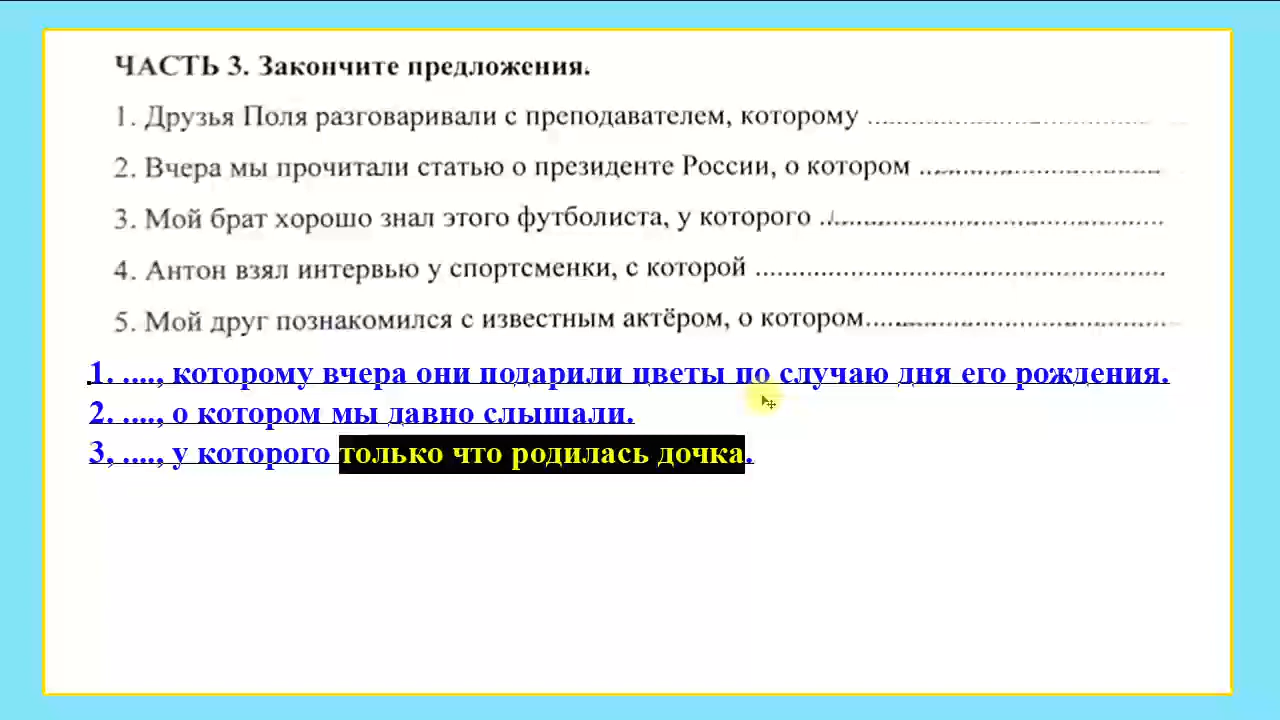 ЧАСТЬ 3. Закончите предложения.
1. Друзья Поля разговаривали с преподавателем, которому ................................
2. Вчера мы прочитали статью о президенте России, о котором ................................
3. Мой брат хорошо знал этого футболиста, у которого ................................
4. Антон взял интервью у спортсменки, с которой ................................
5. Мой друг познакомился с известным актёром, о котором................................
1. ...., которому вчера они подарили цветы по случаю дня его рождения.
2. ...., о котором мы давно слышали.
3, ...., у которого только что родилась дочка.